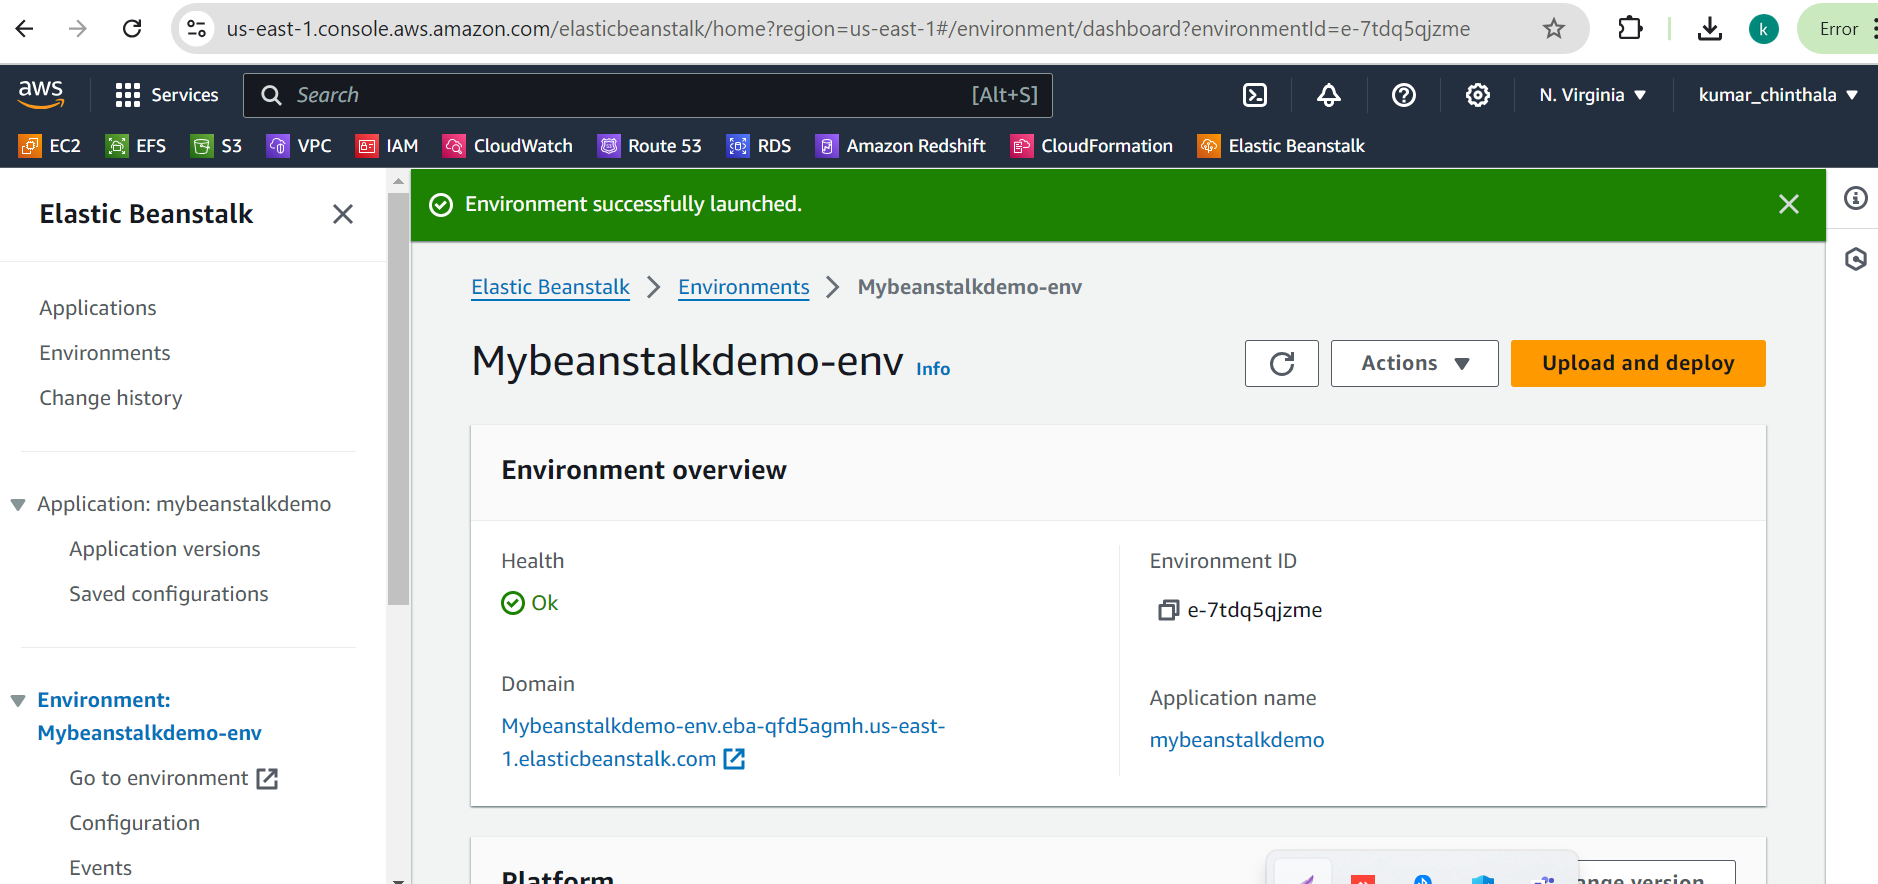 us-east-1.console.aws.amazon.com/elasticbeanstalk/home?region=us-east-1#/environment/dashboard?environmentId=e-7tdq5qjzme
k
Error
aws
Services
Search
[Alt+S]
N. Virginia
kumar_chinthala
EC2
EFS
S3
VPC
IAM
CloudWatch
Route 53
RDS
Amazon Redshift
CloudFormation
Elastic Beanstalk
Elastic Beanstalk
Applications
Environments
Change history
Application: mybeanstalkdemo
Application versions
Saved configurations
Environment:
Mybeanstalkdemo-env
Go to environment
Configuration
Events
Environment successfully launched.
Elastic Beanstalk
Environments
Mybeanstalkdemo-env
Mybeanstalkdemo-env
Info
Actions
Upload and deploy
Environment overview
Health
Ok
Domain
Mybeanstalkdemo-env.eba-qfd5agmh.us-east-
1.elasticbeanstalk.com
Environment ID
e-7tdq5qjzme
Application name
mybeanstalkdemo
Platform
version